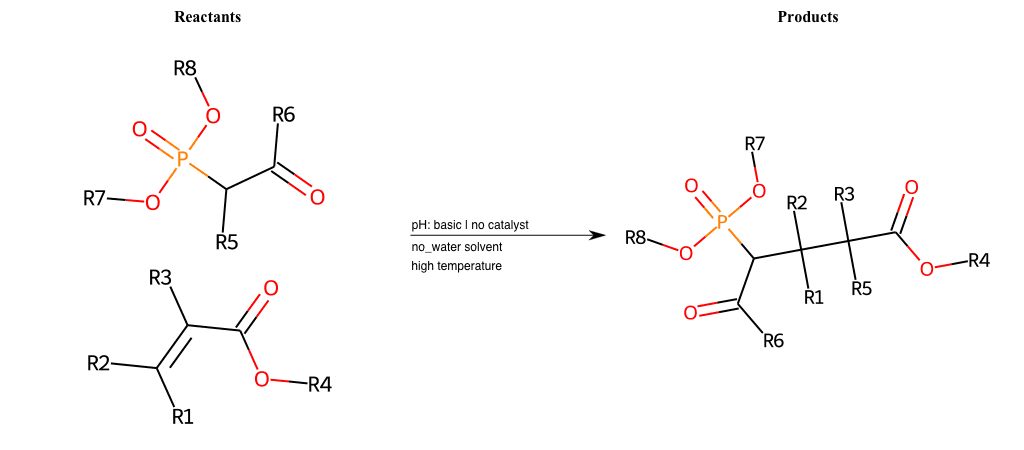 Reactants
Products
R8
O
O
R6
P
R7
O
O
R5
R3
O
R2
O
R4
R1
pH: basic | no catalyst
no_water solvent
high temperature
R7
O
O
R2
R3
O
P
R8
O
O
R4
R1
R5
O
R6